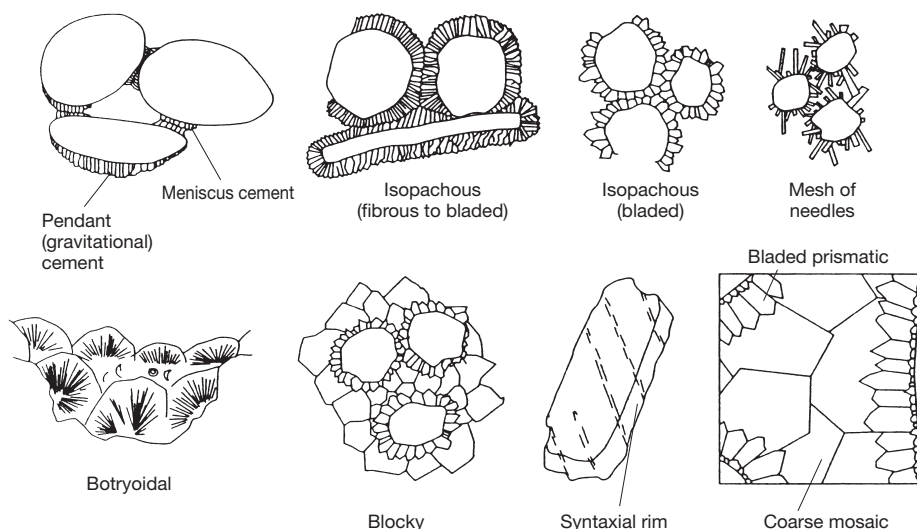 Meniscus cement
Pendant
(gravitational)
cement
Isopachous
(fibrous to bladed)
Isopachous
(bladed)
Mesh of
needles
Bladed prismatic
Botryoidal
Blocky
Syntaxial rim
Coarse mosaic